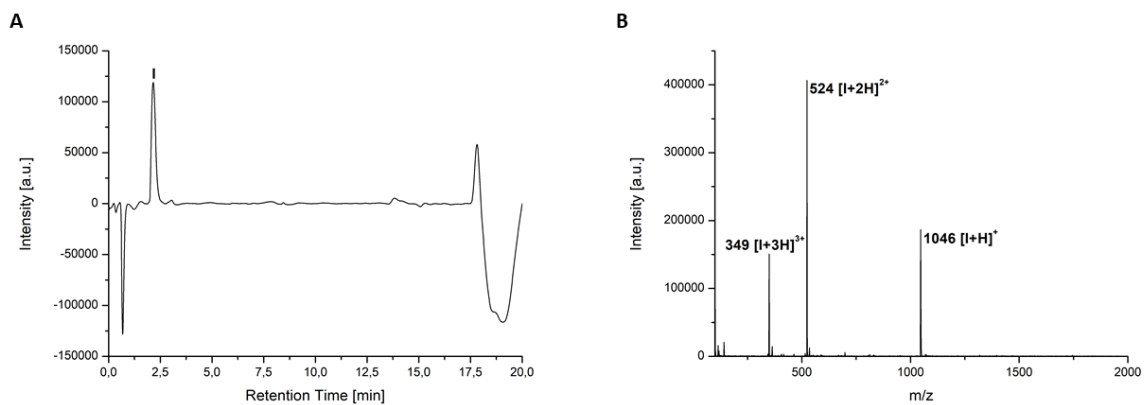 A
150000
I
100000
50000
0
-50000
-100000
-150000
Intensity [a.u.]
0,0 2,5 5,0 7,5 10,0 12,5 15,0 17,5 20,0
Retention Time [min]
B
400000
300000
200000
100000
0
Intensity [a.u.]
524 [I+2H]²⁺
1046 [I+H]⁺
349 [I+3H]³⁺
500 1000 1500 2000
m/z